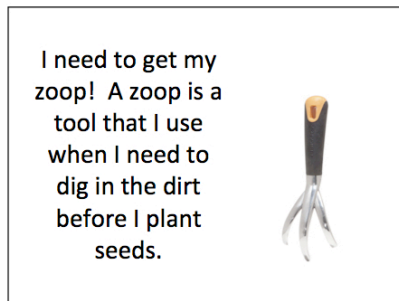 I need to get my
zoop!  A zoop is a
tool that I use
when I need to
dig in the dirt
before I plant
seeds.